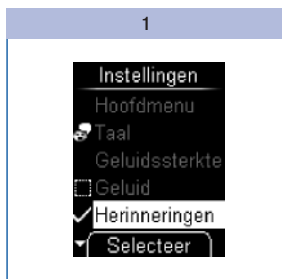 1
Instellingen
Hoofdmenu
Taal
Geluidssterkte
Geluid
Herinneringen
Selecteer